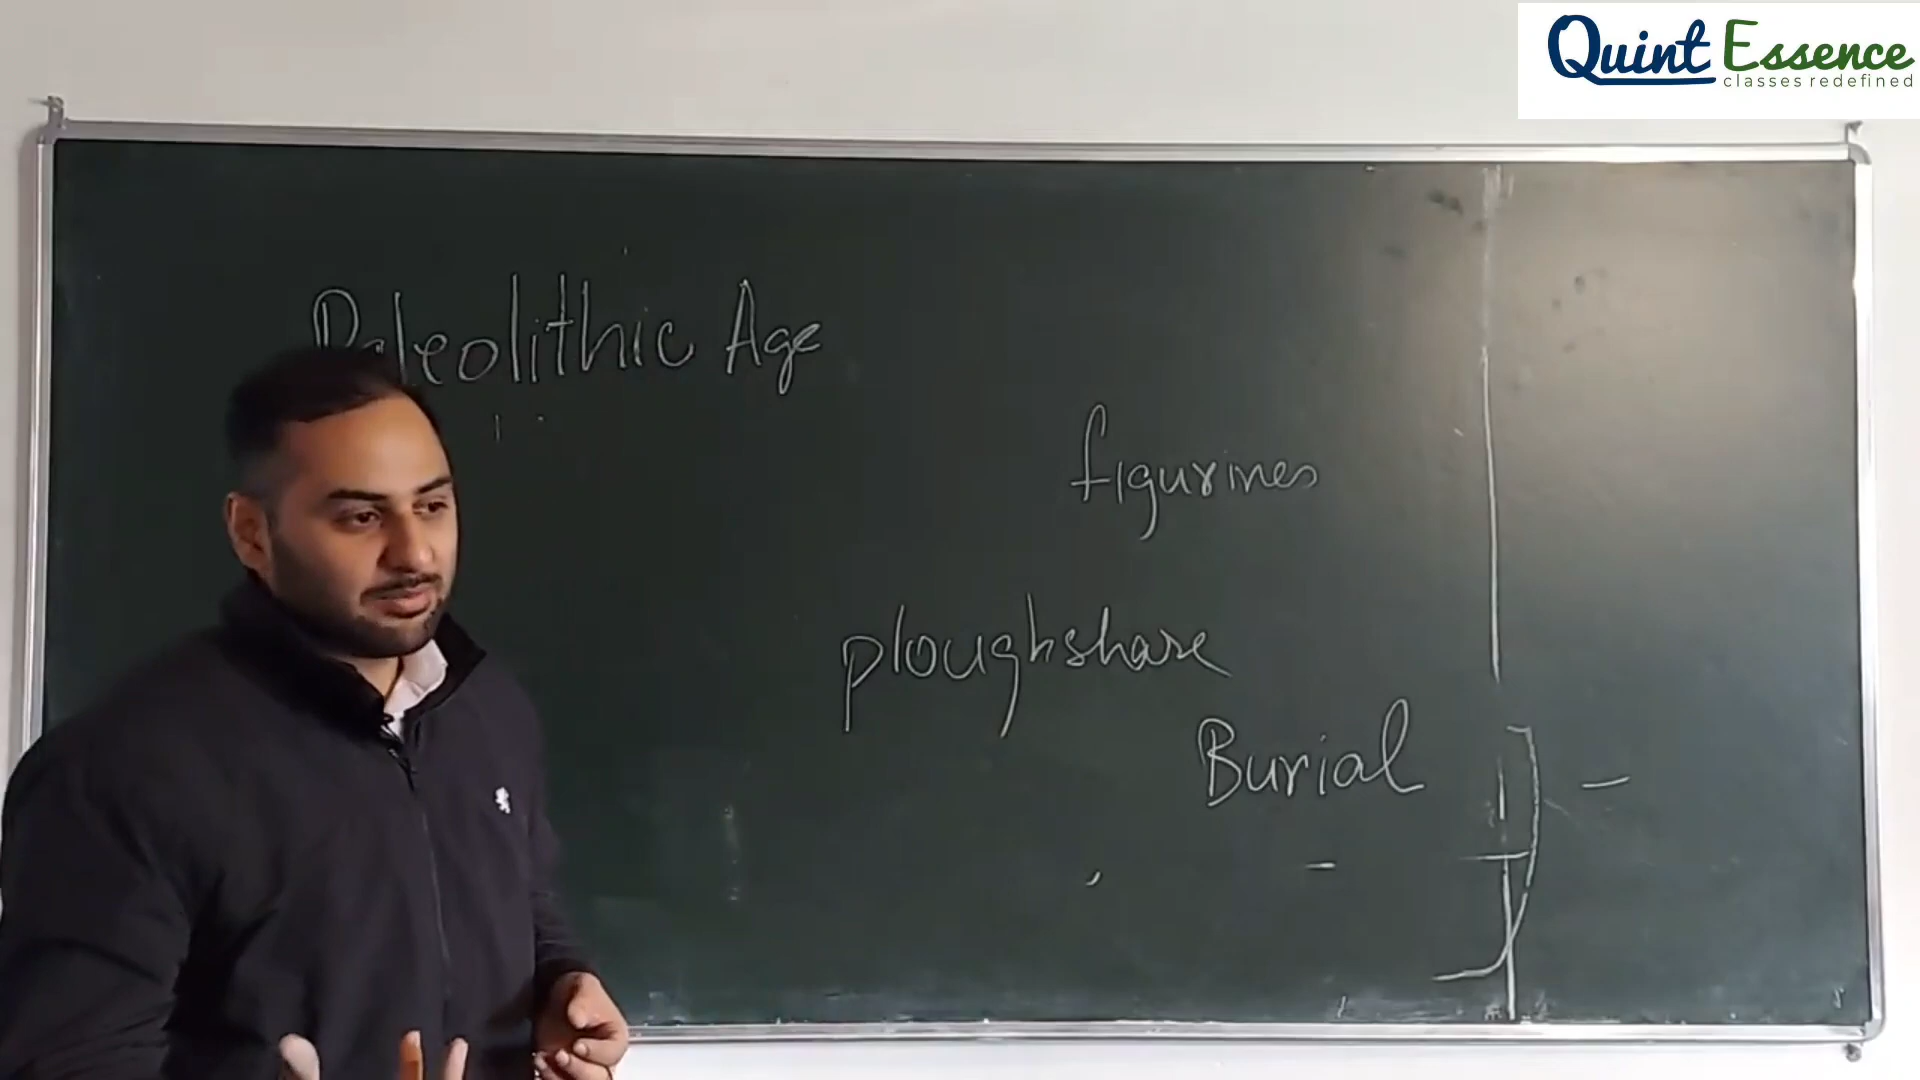 Quint Essence
classes redefined
Paleolithic Age
figurines
ploughshare
Burial